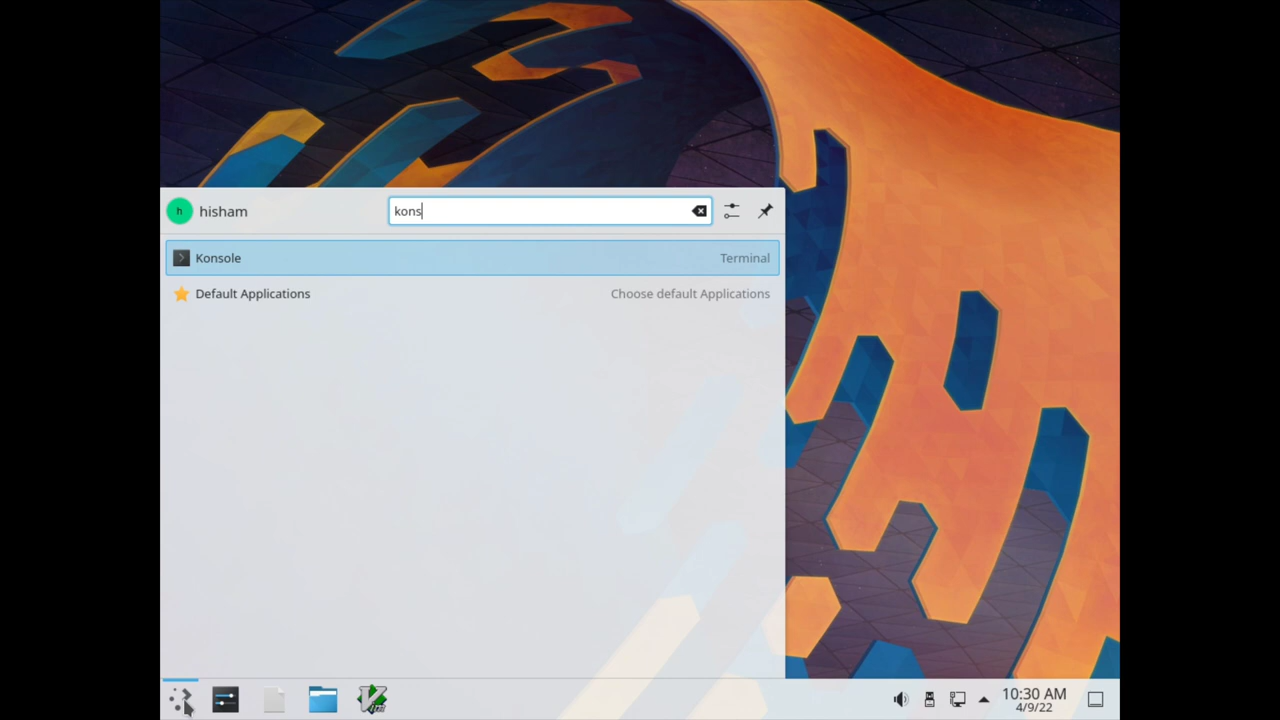 h hisham kons
Konsole Terminal
Default Applications Choose default Applications
10:30 AM
4/9/22